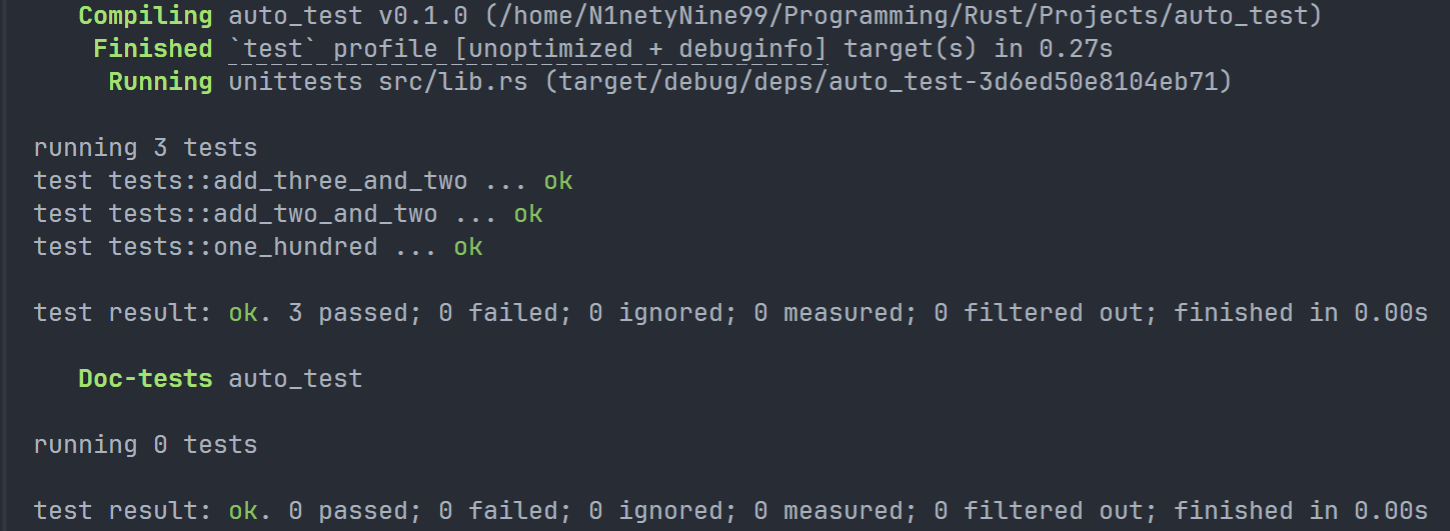 Compiling auto_test v0.1.0 (/home/N1netyNine99/Programming/Rust/Projects/auto_test)
Finished `test` profile [unoptimized + debuginfo] target(s) in 0.27s
Running unittests src/lib.rs (target/debug/deps/auto_test-3d6ed50e8104eb71)
running 3 tests
test tests::add_three_and_two ... ok
test tests::add_two_and_two ... ok
test tests::one_hundred ... ok
test result: ok. 3 passed; 0 failed; 0 ignored; 0 measured; 0 filtered out; finished in 0.00s
Doc-tests auto_test
running 0 tests
test result: ok. 0 passed; 0 failed; 0 ignored; 0 measured; 0 filtered out; finished in 0.00s